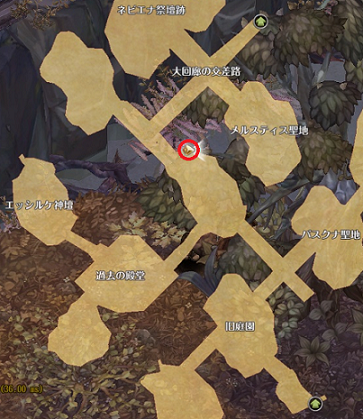 ネビエナ祭壇跡
大回廊の交差路
メルスティス聖地
エッシルケ神壇
バスクナ聖地
過去の殿堂
旧庭園